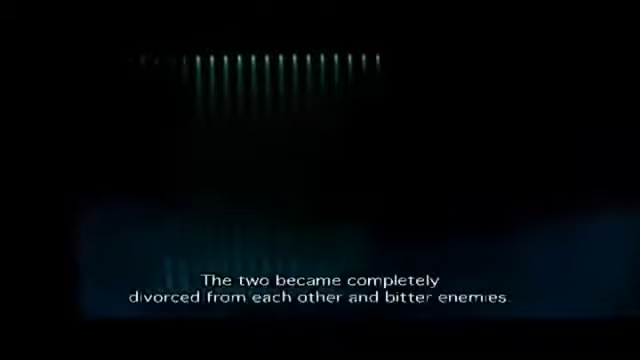 The two became completely
divorced from each other and bitter enemies.